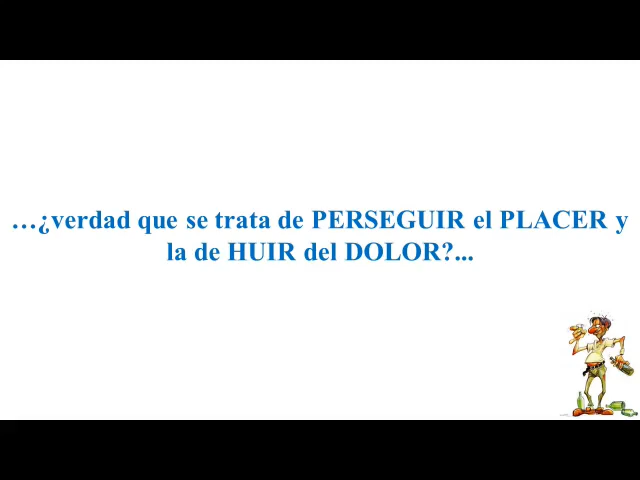 …¿verdad que se trata de PERSEGUIR el PLACER y
la de HUIR del DOLOR?...